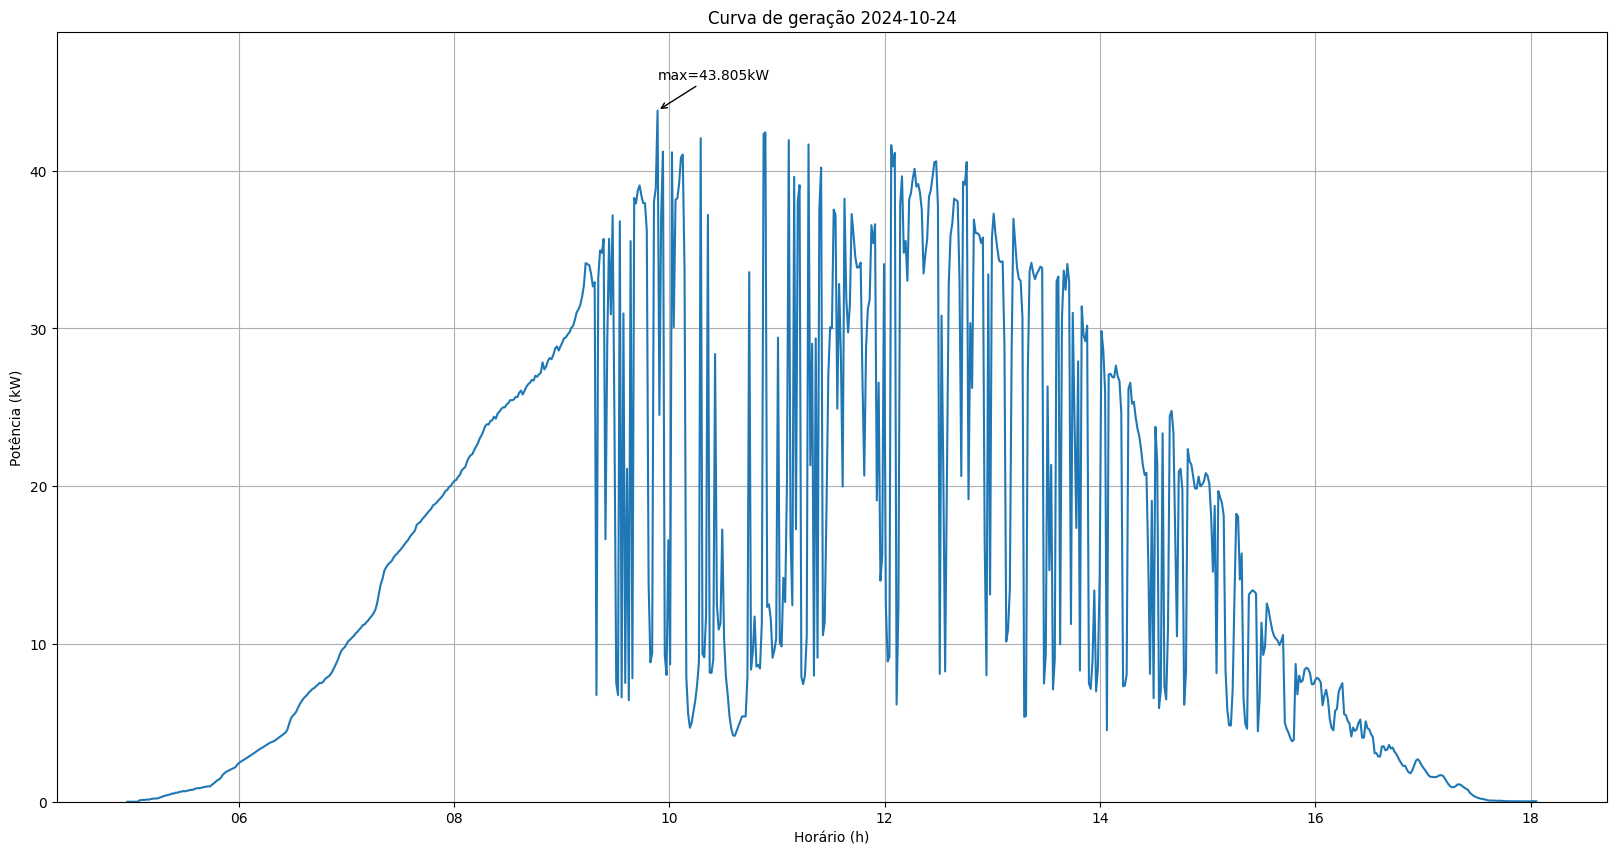 Curva de geração 2024-10-24
max=43.805kW
Potência (kW)
40
30
20
10
0
06 08 10 12 14 16 18
Horário (h)